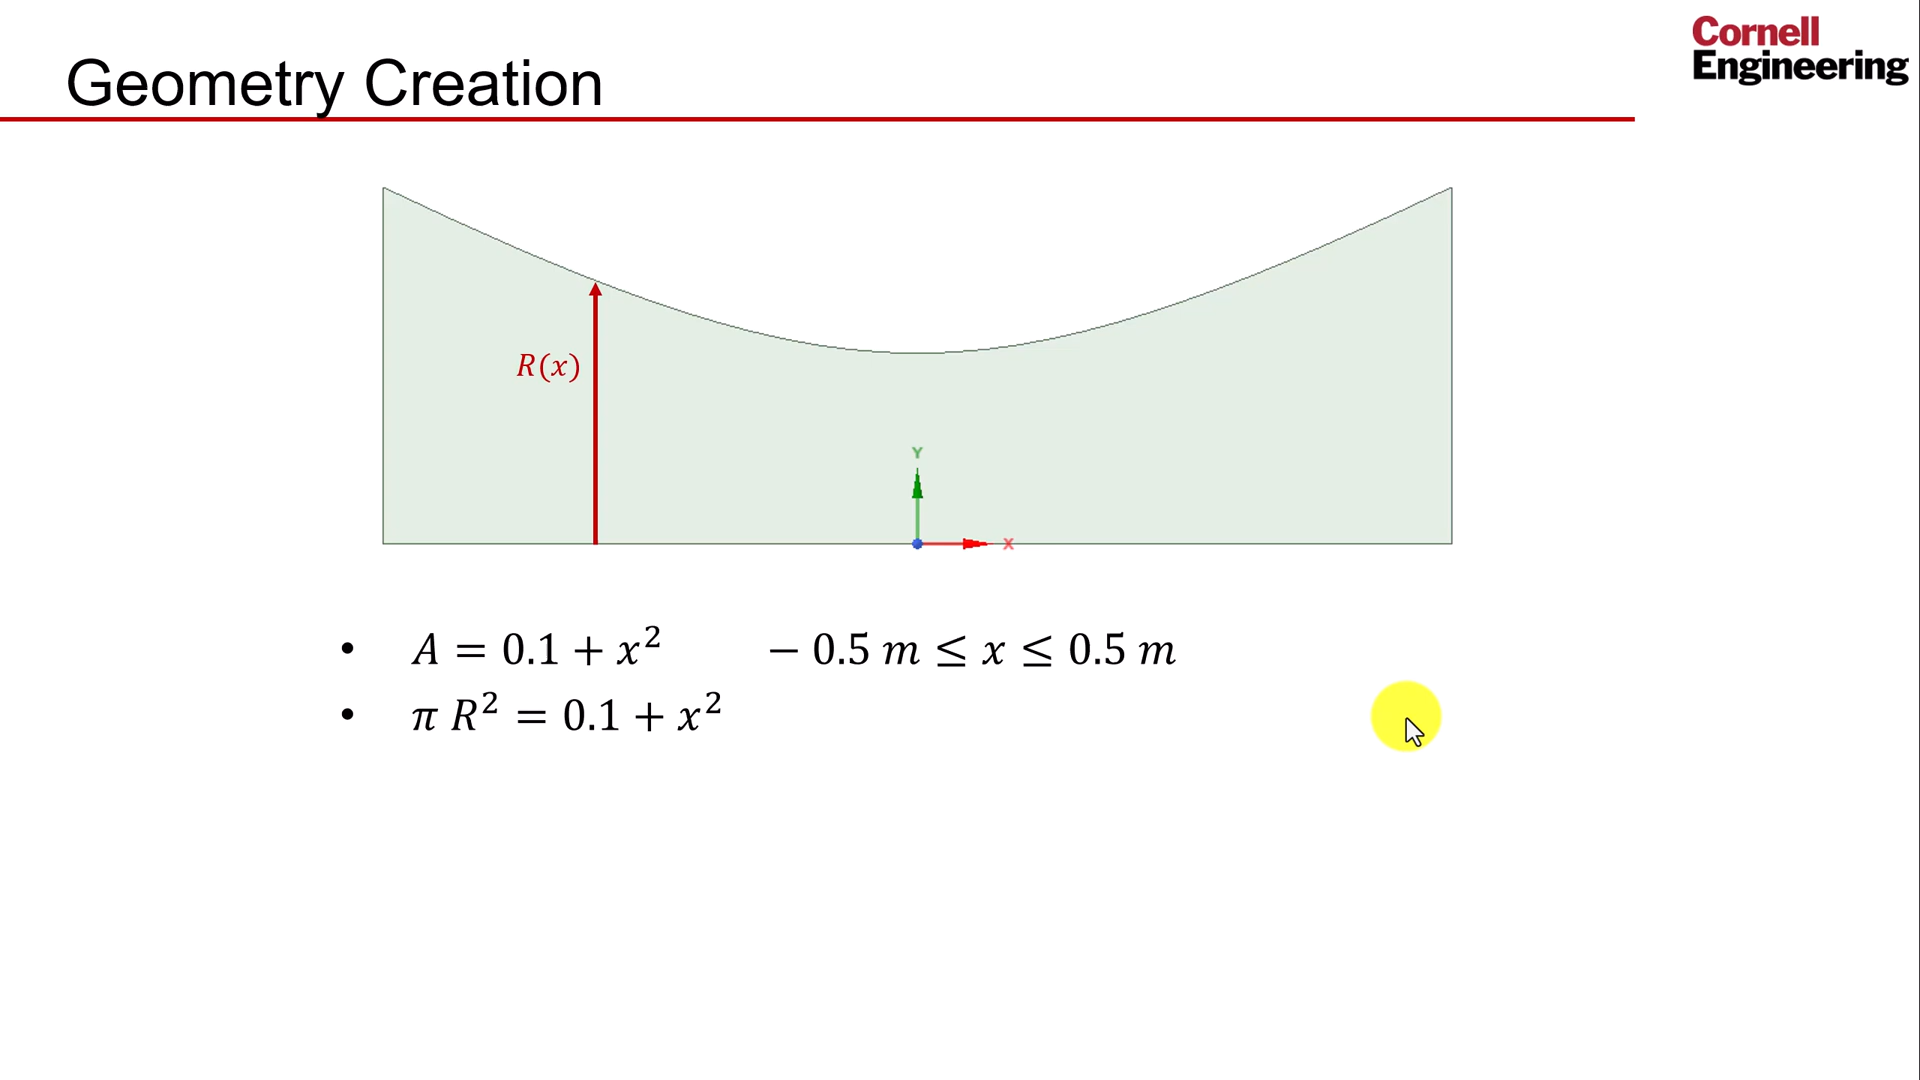 Cornell
Engineering
Geometry Creation
R(x)
Y
X
• A = 0.1 + x² − 0.5 m ≤ x ≤ 0.5 m
• π R² = 0.1 + x²